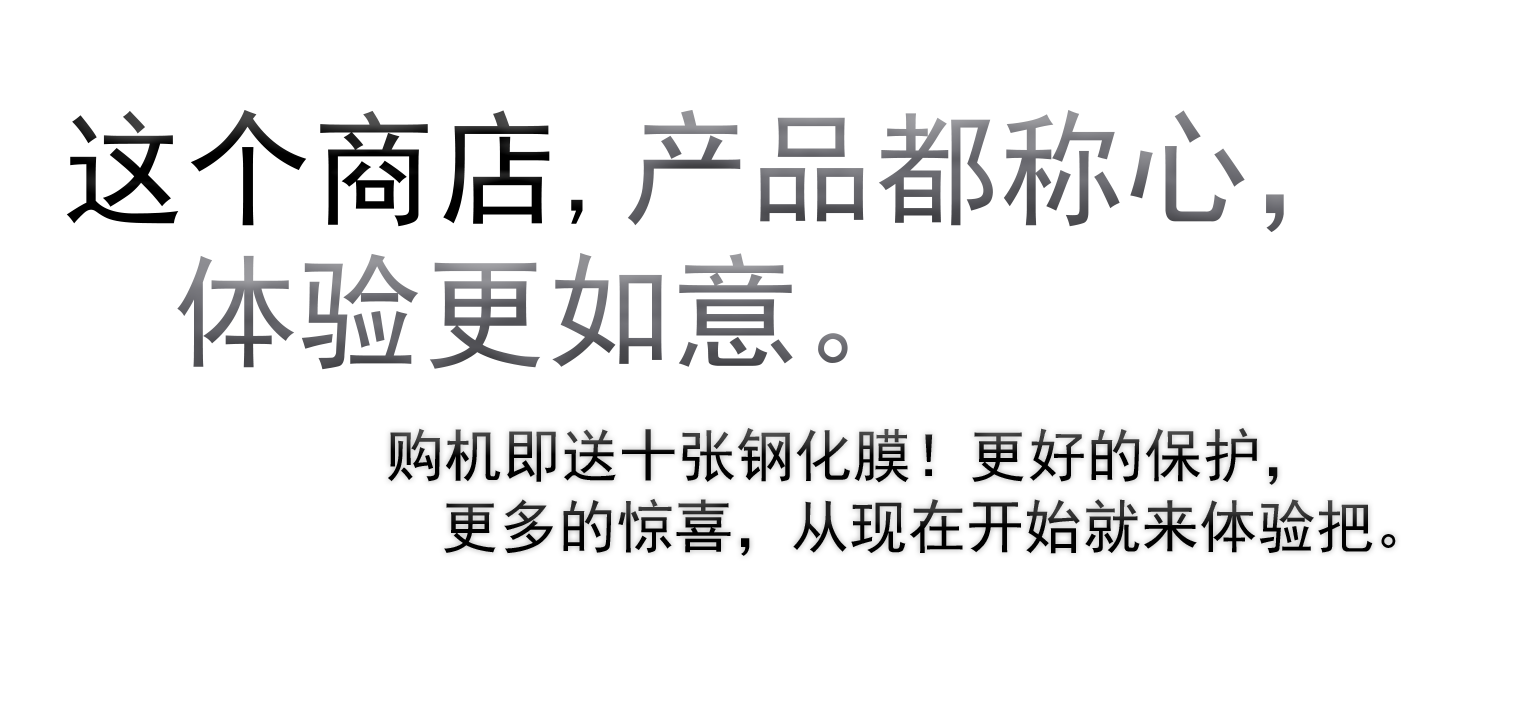 这个商店,产品都称心，
体验更如意。
购机即送十张钢化膜！更好的保护，
更多的惊喜，从现在开始就来体验把。